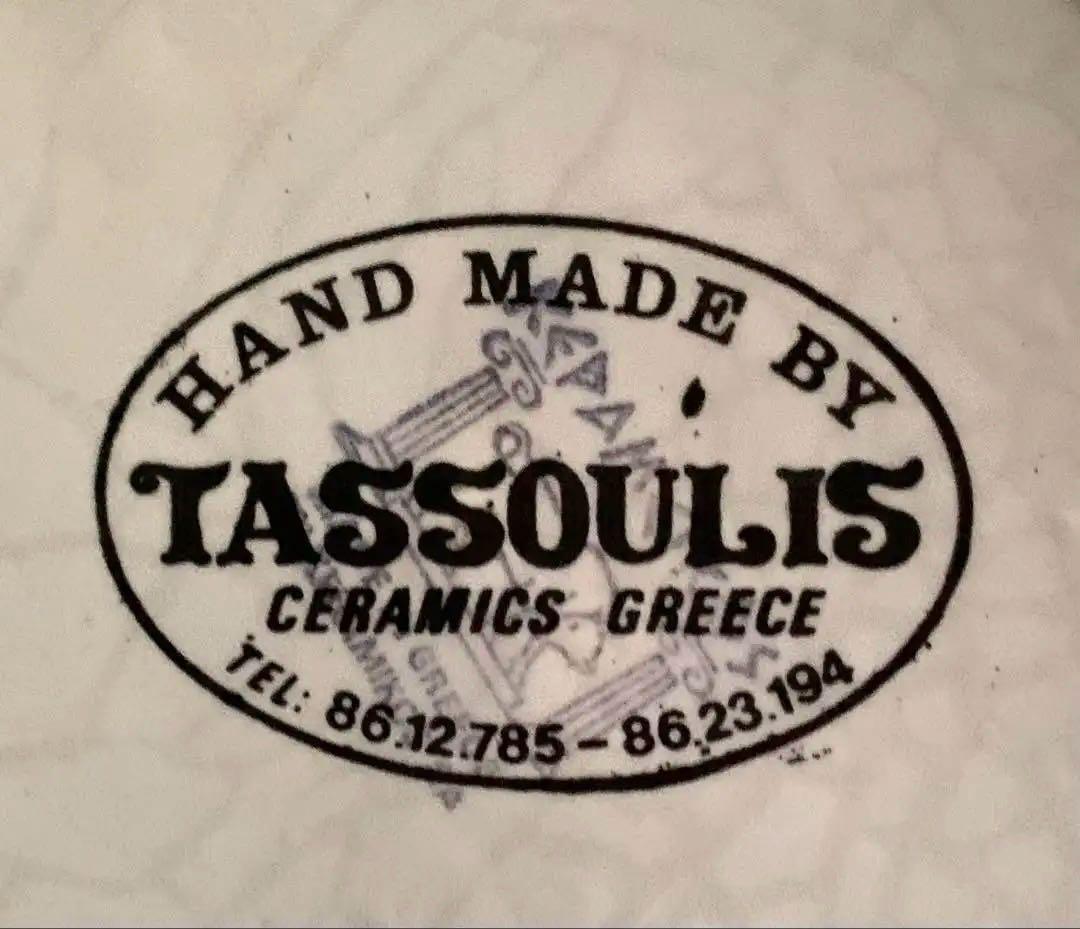 HAND MADE BY
TASSOULIS
CERAMICS GREECE
TEL: 86.12.785 – 86.23.194